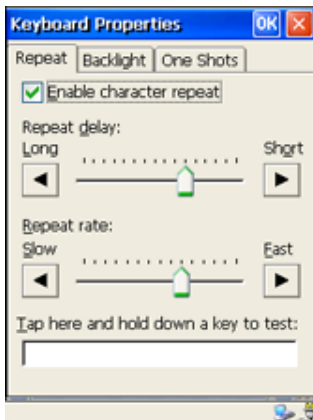 Keyboard Properties OK
Repeat Backlight One Shots
Enable character repeat
Repeat delay:
Long Short
Repeat rate:
Slow Fast
Tap here and hold down a key to test: